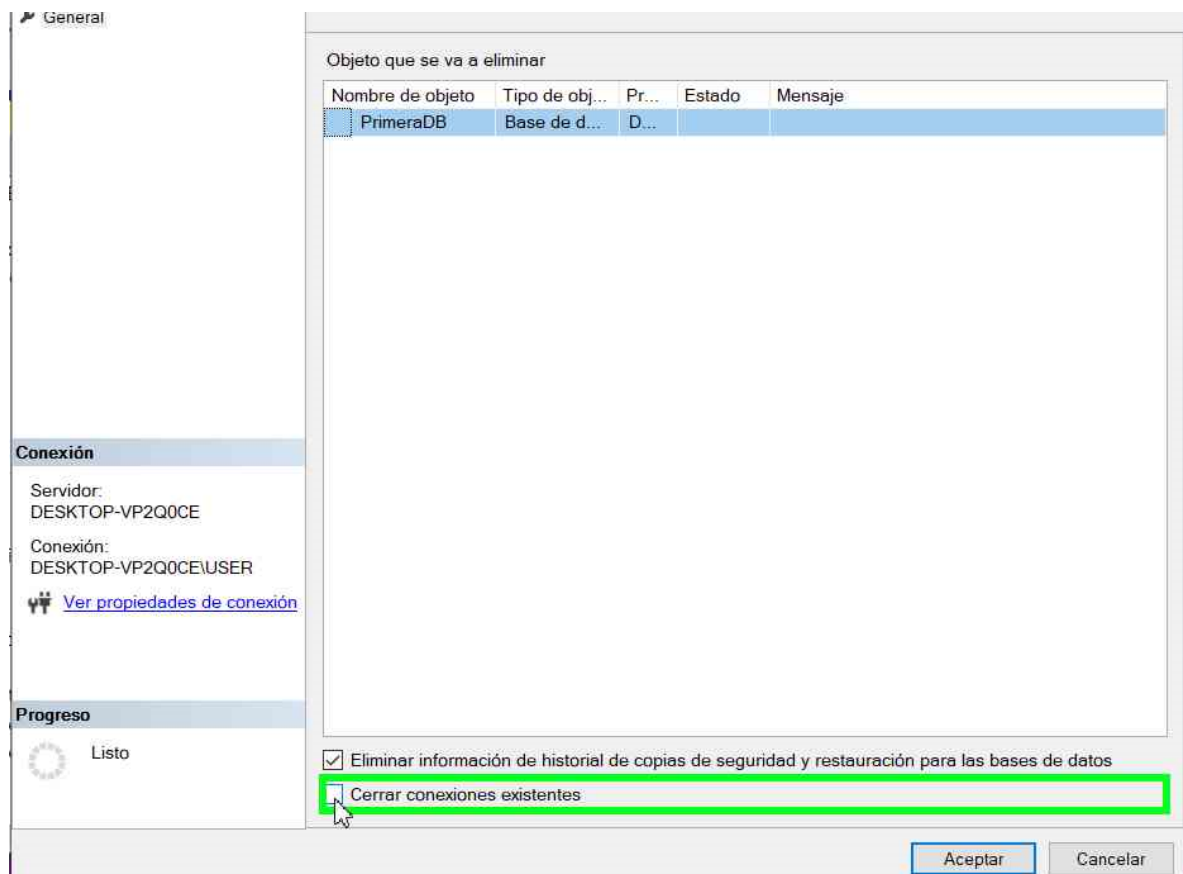 General
Objeto que se va a eliminar
Nombre de objeto Tipo de obj... Pr... Estado Mensaje
PrimeraDB Base de d... D...
Conexión
Servidor:
DESKTOP-VP2Q0CE
Conexión:
DESKTOP-VP2Q0CE\USER
Ver propiedades de conexión
Progreso
Listo
Eliminar información de historial de copias de seguridad y restauración para las bases de datos
Cerrar conexiones existentes
Aceptar Cancelar